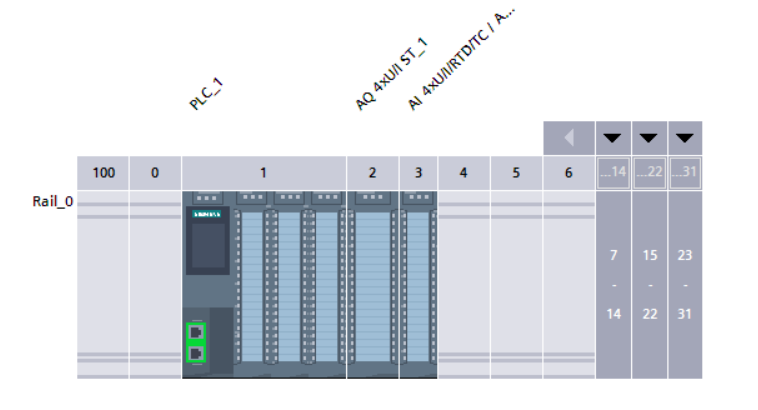 PLC_1
AQ 4xU/I ST_1
AI 4xU/I/RTD/TC / A...
100 0 1 2 3 4 5 6 ...14 ...22 ...31
Rail_0
SIEMENS
7 15 23
- - -
14 22 31